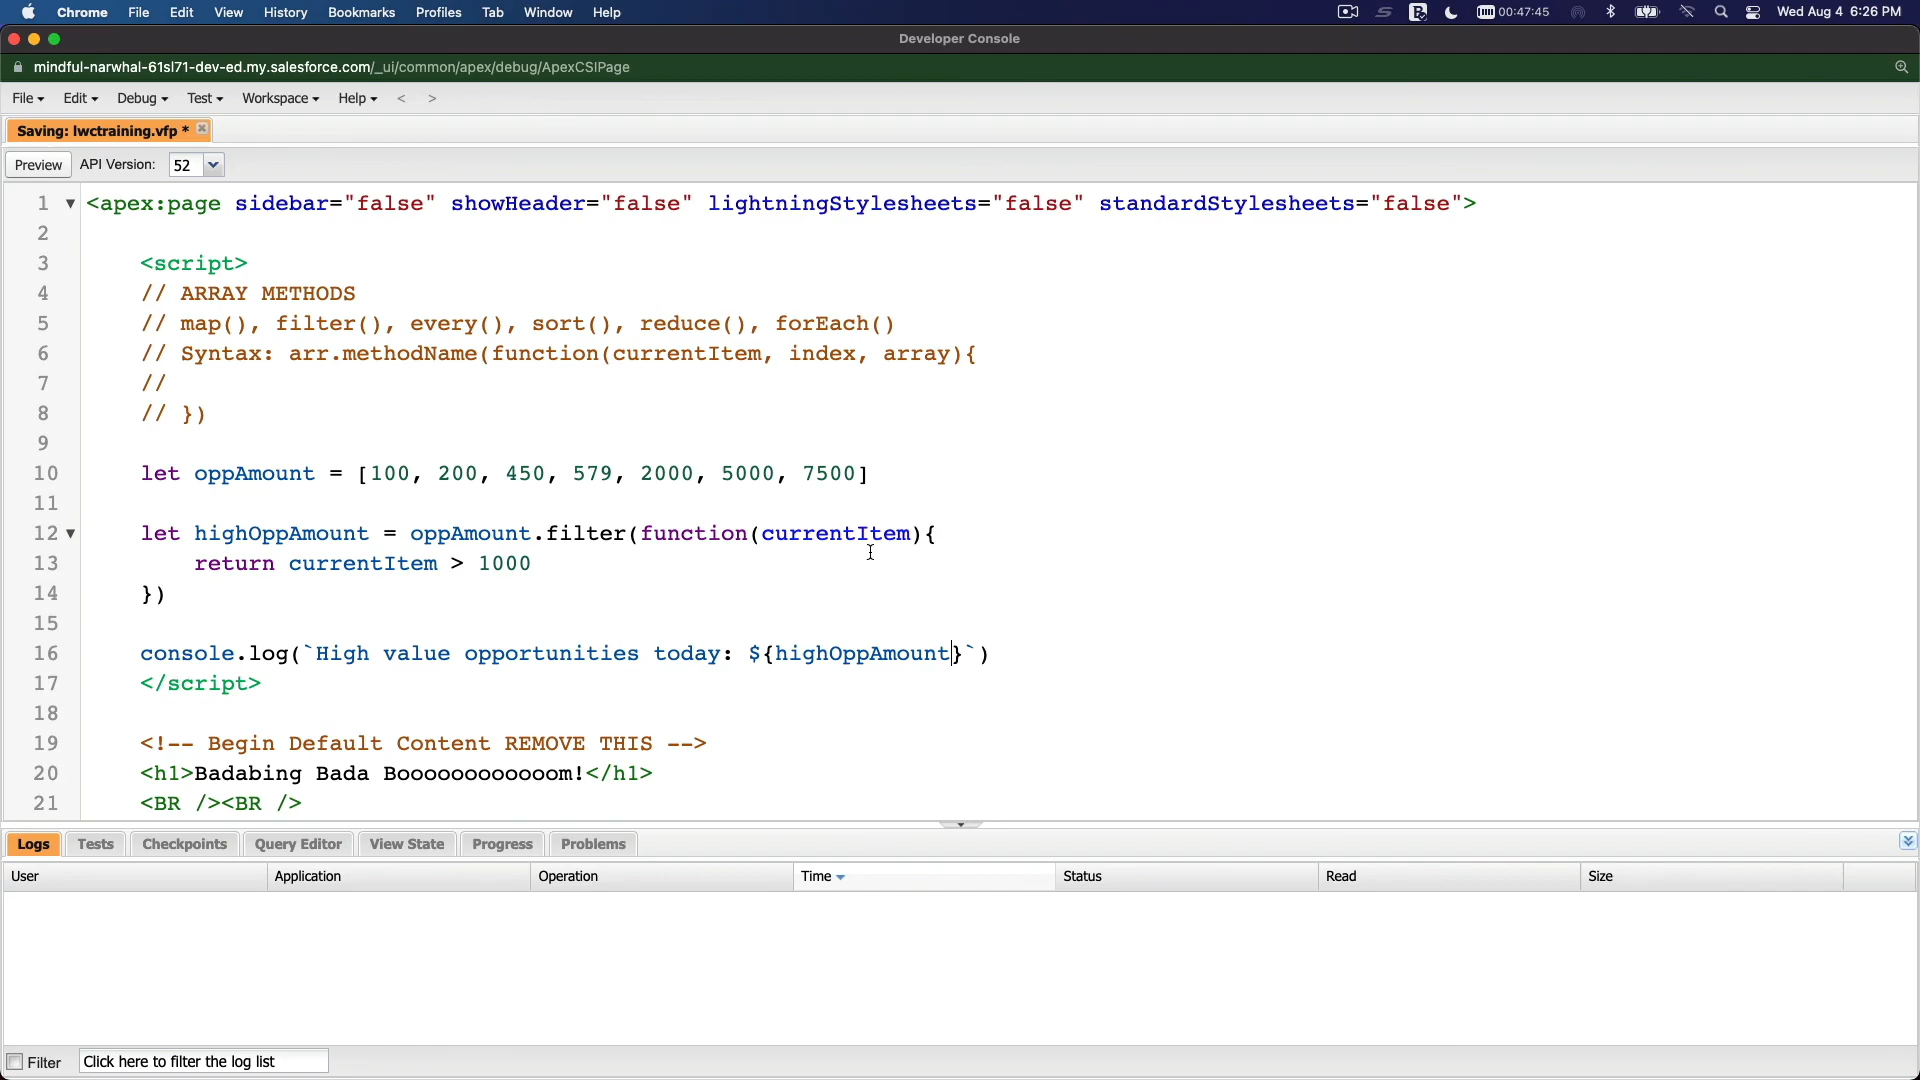 Chrome File Edit View History Bookmarks Profiles Tab Window Help 00:47:45 Wed Aug 4 6:26 PM
Developer Console
mindful-narwhal-61sl71-dev-ed.my.salesforce.com/_ui/common/apex/debug/ApexCSIPage
File Edit Debug Test Workspace Help < >
Saving: lwctraining.vfp *
Preview API Version: 52
1 <apex:page sidebar="false" showHeader="false" lightningStylesheets="false" standardStylesheets="false">
2
3 <script>
4 // ARRAY METHODS
5 // map(), filter(), every(), sort(), reduce(), forEach()
6 // Syntax: arr.methodName(function(currentItem, index, array){
7 //
8 // })
9
10 let oppAmount = [100, 200, 450, 579, 2000, 5000, 7500]
11
12 let highOppAmount = oppAmount.filter(function(currentItem){
13 return currentItem > 1000
14 })
15
16 console.log(`High value opportunities today: ${highOppAmount}`)
17 </script>
18
19 <!-- Begin Default Content REMOVE THIS -->
20 <h1>Badabing Bada Boooooooooooom!</h1>
21 <BR /><BR />
Logs Tests Checkpoints Query Editor View State Progress Problems
User Application Operation Time Status Read Size
Filter Click here to filter the log list